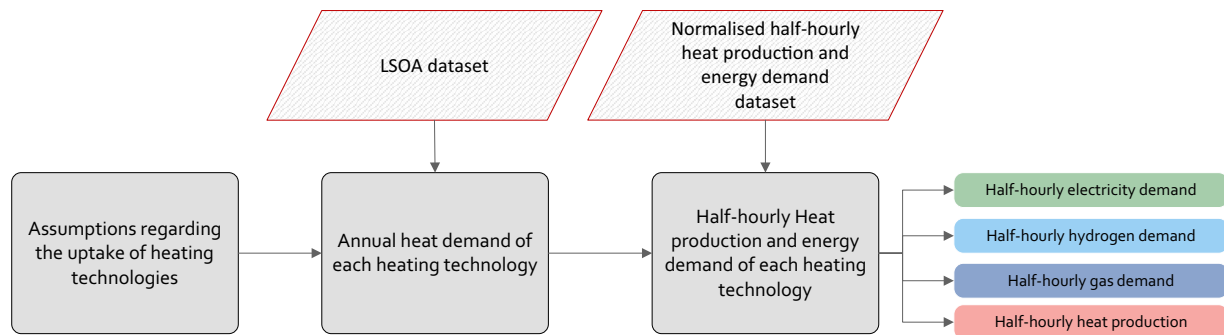 LSOA dataset
Normalised half-hourly
heat production and
energy demand
dataset
Assumptions regarding
the uptake of heating
technologies
Annual heat demand of
each heating technology
Half-hourly Heat
production and energy
demand of each heating
technology
Half-hourly electricity demand
Half-hourly hydrogen demand
Half-hourly gas demand
Half-hourly heat production